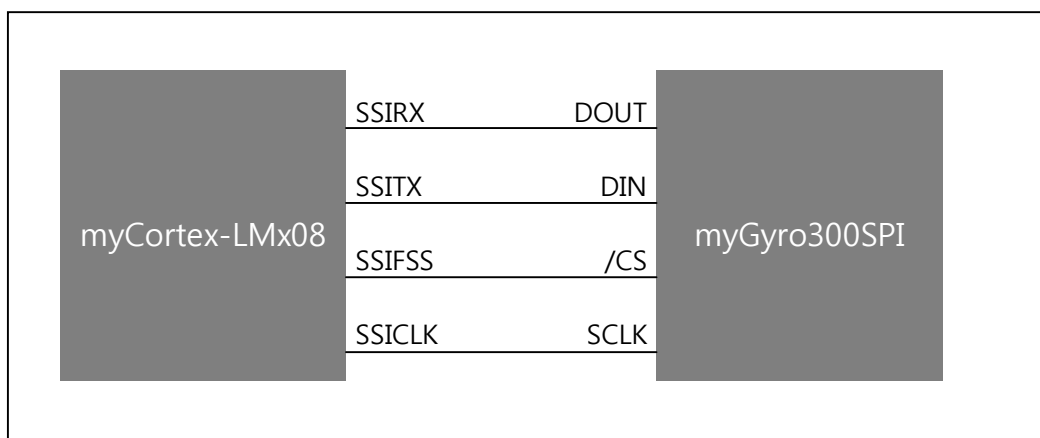 SSIRX DOUT
SSITX DIN
myCortex-LMx08 myGyro300SPI
SSIFSS /CS
SSICLK SCLK